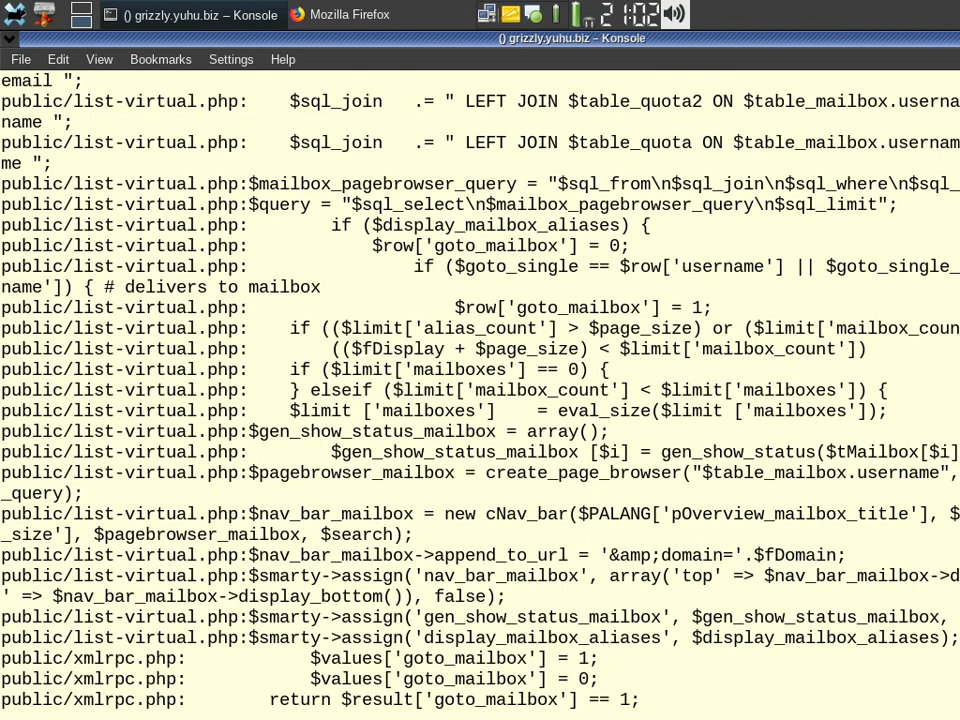 () grizzly.yuhu.biz – Konsole
Mozilla Firefox
2 1:02
() grizzly.yuhu.biz – Konsole
File Edit View Bookmarks Settings Help
email ";
public/list-virtual.php:    $sql_join   .= " LEFT JOIN $table_quota2 ON $table_mailbox.userna
name ";
public/list-virtual.php:    $sql_join   .= " LEFT JOIN $table_quota ON $table_mailbox.usernam
me ";
public/list-virtual.php:$mailbox_pagebrowser_query = "$sql_from\n$sql_join\n$sql_where\n$sql_
public/list-virtual.php:$query = "$sql_select\n$mailbox_pagebrowser_query\n$sql_limit";
public/list-virtual.php:        if ($display_mailbox_aliases) {
public/list-virtual.php:            $row['goto_mailbox'] = 0;
public/list-virtual.php:                if ($goto_single == $row['username'] || $goto_single_
name']) { # delivers to mailbox
public/list-virtual.php:                    $row['goto_mailbox'] = 1;
public/list-virtual.php:    if (($limit['alias_count'] > $page_size) or ($limit['mailbox_coun
public/list-virtual.php:        (($fDisplay + $page_size) < $limit['mailbox_count'])
public/list-virtual.php:    if ($limit['mailboxes'] == 0) {
public/list-virtual.php:    } elseif ($limit['mailbox_count'] < $limit['mailboxes']) {
public/list-virtual.php:    $limit ['mailboxes']    = eval_size($limit ['mailboxes']);
public/list-virtual.php:$gen_show_status_mailbox = array();
public/list-virtual.php:        $gen_show_status_mailbox [$i] = gen_show_status($tMailbox[$i]
public/list-virtual.php:$pagebrowser_mailbox = create_page_browser("$table_mailbox.username",
_query);
public/list-virtual.php:$nav_bar_mailbox = new cNav_bar($PALANG['pOverview_mailbox_title'], $
_size'], $pagebrowser_mailbox, $search);
public/list-virtual.php:$nav_bar_mailbox->append_to_url = '&amp;domain='.$fDomain;
public/list-virtual.php:$smarty->assign('nav_bar_mailbox', array('top' => $nav_bar_mailbox->d
' => $nav_bar_mailbox->display_bottom()), false);
public/list-virtual.php:$smarty->assign('gen_show_status_mailbox', $gen_show_status_mailbox,
public/list-virtual.php:$smarty->assign('display_mailbox_aliases', $display_mailbox_aliases);
public/xmlrpc.php:            $values['goto_mailbox'] = 1;
public/xmlrpc.php:            $values['goto_mailbox'] = 0;
public/xmlrpc.php:        return $result['goto_mailbox'] == 1;